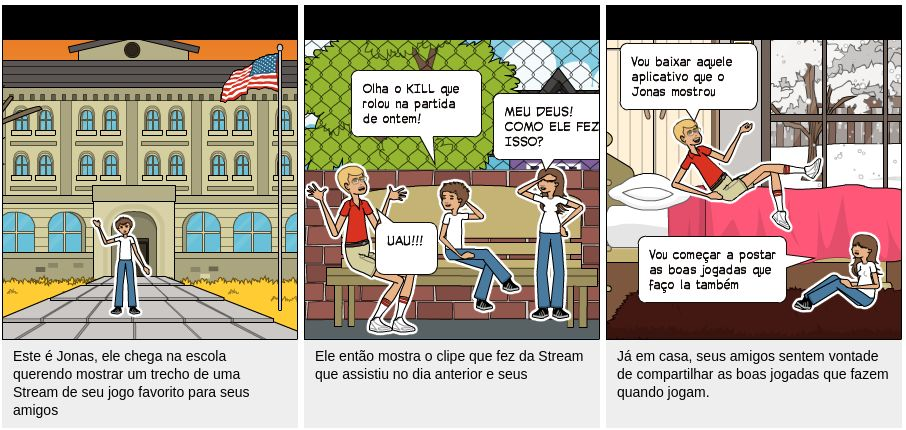 Olha o KILL que
rolou na partida
de ontem!
MEU DEUS!
COMO ELE FEZ
ISSO?
UAU!!!
Vou baixar aquele
aplicativo que o
Jonas mostrou
Vou começar a postar
as boas jogadas que
faço la também
Este é Jonas, ele chega na escola
querendo mostrar um trecho de uma
Stream de seu jogo favorito para seus
amigos
Ele então mostra o clipe que fez da Stream
que assistiu no dia anterior e seus
Já em casa, seus amigos sentem vontade
de compartilhar as boas jogadas que fazem
quando jogam.